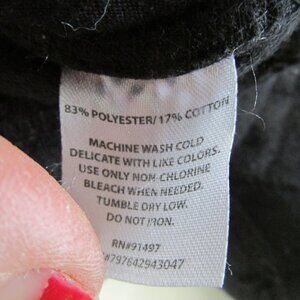 83% POLYESTER/17% COTTON
MACHINE WASH COLD
DELICATE WITH LIKE COLORS.
USE ONLY NON-CHLORINE
BLEACH WHEN NEEDED.
TUMBLE DRY LOW.
DO NOT IRON.
RN#91497
#797642943047